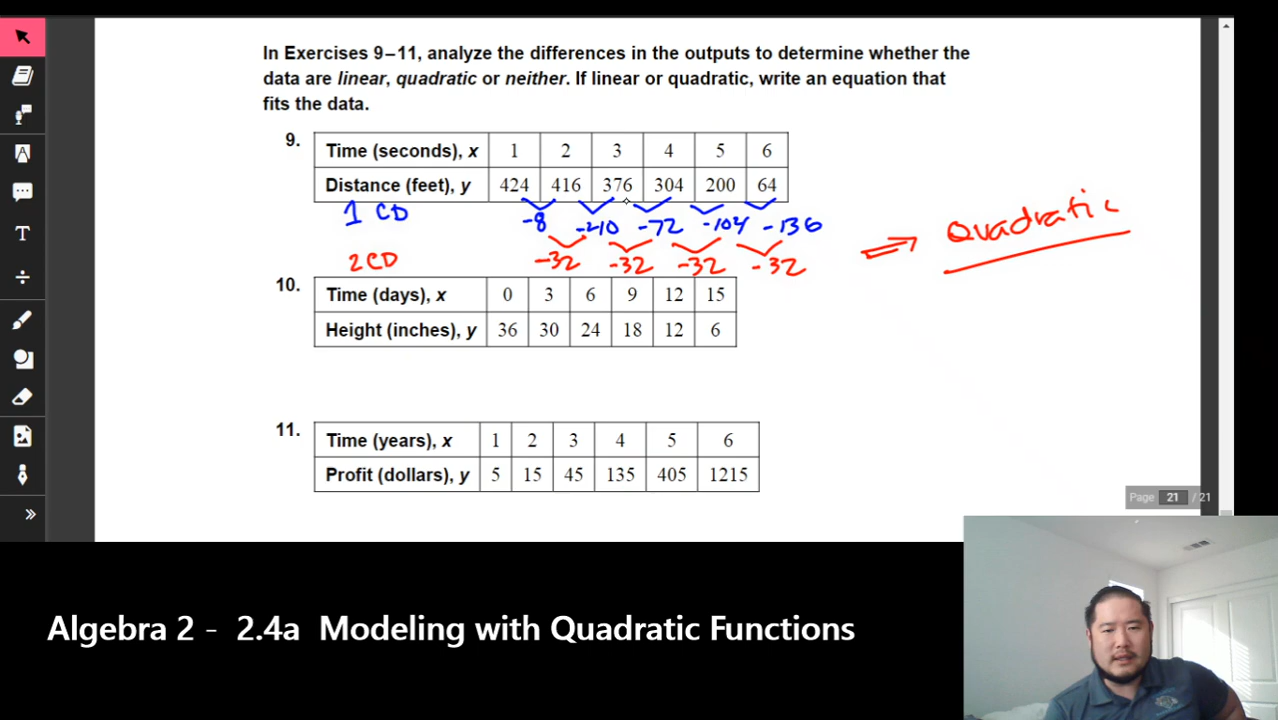 In Exercises 9–11, analyze the differences in the outputs to determine whether the
data are linear, quadratic or neither. If linear or quadratic, write an equation that
fits the data.
9. Time (seconds), x 1 2 3 4 5 6
Distance (feet), y 424 416 376 304 200 64
1 CD -8 -40 -72 -104 -136
2 CD -32 -32 -32 -32 ⟹ Quadratic
10. Time (days), x 0 3 6 9 12 15
Height (inches), y 36 30 24 18 12 6
11. Time (years), x 1 2 3 4 5 6
Profit (dollars), y 5 15 45 135 405 1215
Page 21 / 21
Algebra 2 - 2.4a Modeling with Quadratic Functions